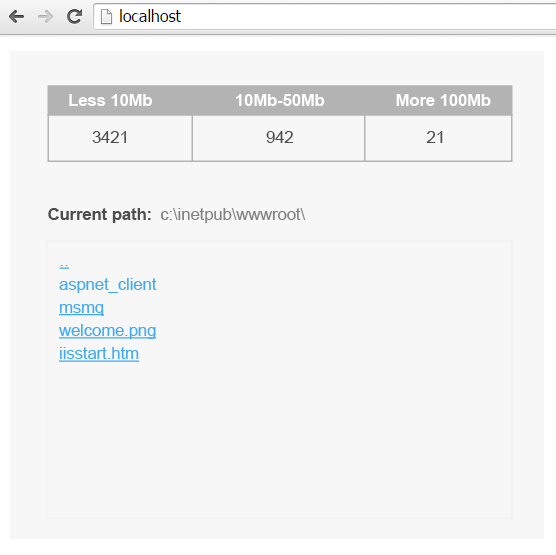 localhost
Less 10Mb 10Mb-50Mb More 100Mb
3421 942 21
Current path: c:\inetpub\wwwroot\
..
aspnet_client
msmq
welcome.png
iisstart.htm